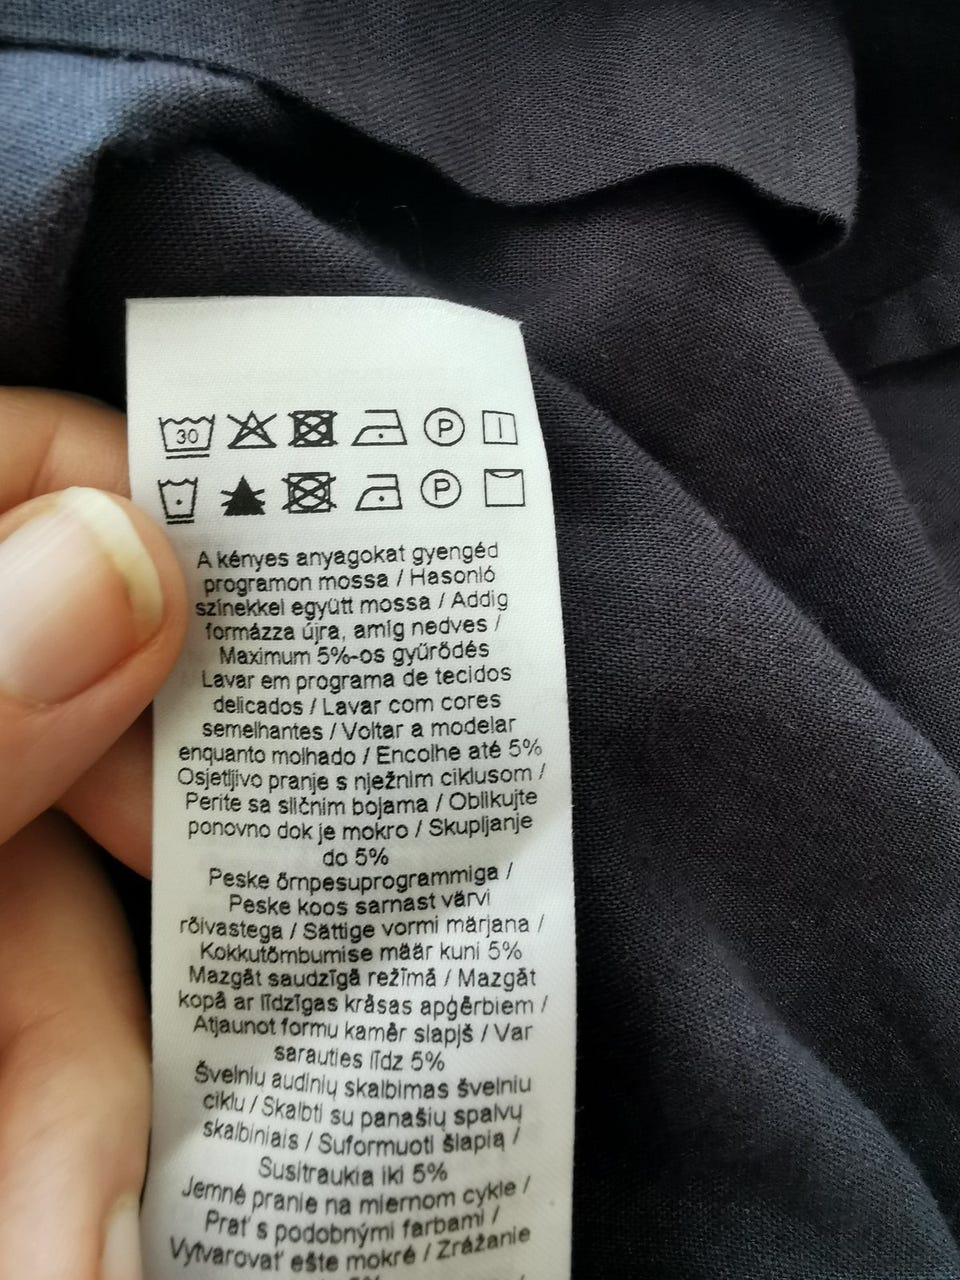 30 P
P
A kényes anyagokat gyengéd
programon mossa / Hasonló
színekkel együtt mossa / Addig
formázza újra, amíg nedves /
Maximum 5%-os gyűrődés
Lavar em programa de tecidos
delicados / Lavar com cores
semelhantes / Voltar a modelar
enquanto molhado / Encolhe até 5%
Osjetljivo pranje s nježnim ciklusom /
Perite sa sličnim bojama / Oblikujte
ponovno dok je mokro / Skupljanje
do 5%
Peske õrnpesuprogrammiga /
Peske koos sarnast värvi
rõivastega / Sättige vormi märjana /
Kokkutõmbumise määr kuni 5%
Mazgāt saudzīgā režīmā / Mazgāt
kopā ar līdzīgas krāsas apģērbiem /
Atjaunot formu kamēr slapjš / Var
sarauties līdz 5%
Švelnių audinių skalbimas švelniu
ciklu / Skalbti su panašių spalvų
skalbiniais / Suformuoti šlapią /
Susitraukia iki 5%
Jemné pranie na miernom cykle /
Prať s podobnými farbami /
Vytvarovať ešte mokré / Zrážanie